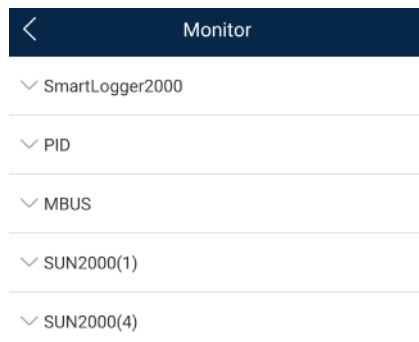 Monitor
SmartLogger2000
PID
MBUS
SUN2000(1)
SUN2000(4)